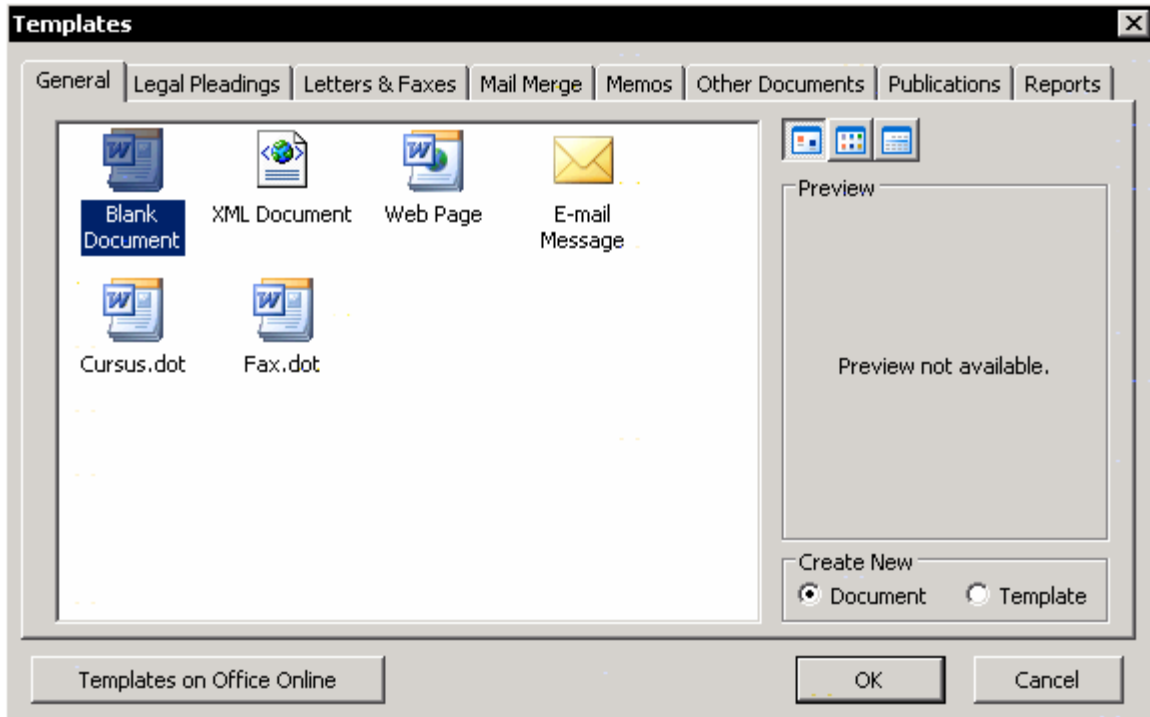 Templates
General Legal Pleadings Letters & Faxes Mail Merge Memos Other Documents Publications Reports
Blank
Document
XML Document
Web Page
E-mail
Message
Cursus.dot
Fax.dot
Preview
Preview not available.
Create New
Document Template
Templates on Office Online
OK
Cancel